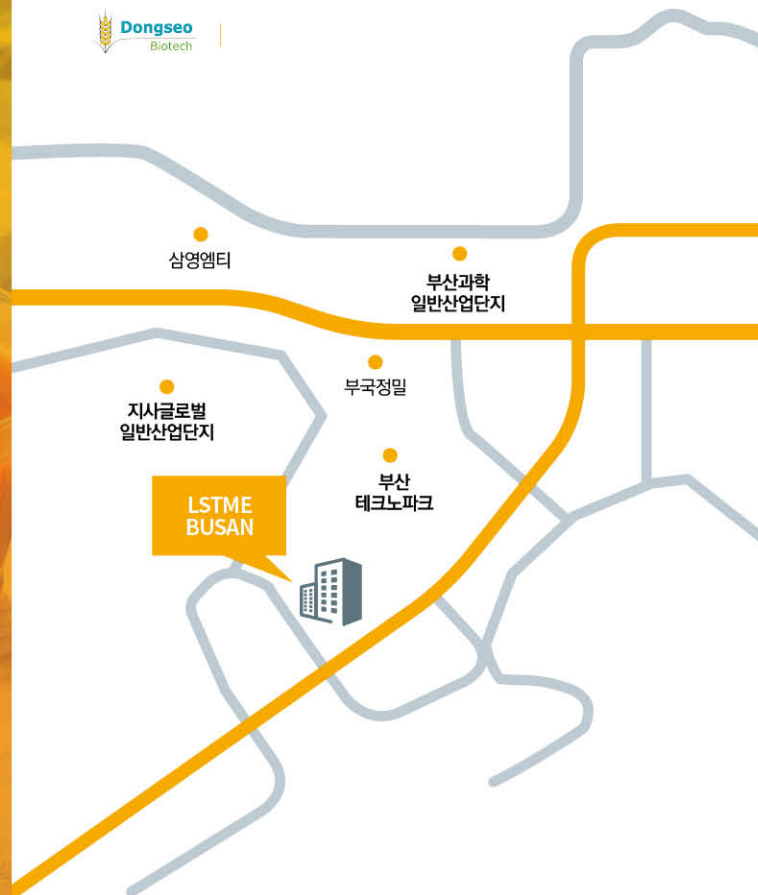 Dongseo
Biotech
삼영엠티
부산과학
일반산업단지
부국정밀
지사글로벌
일반산업단지
부산
테크노파크
LSTME
BUSAN